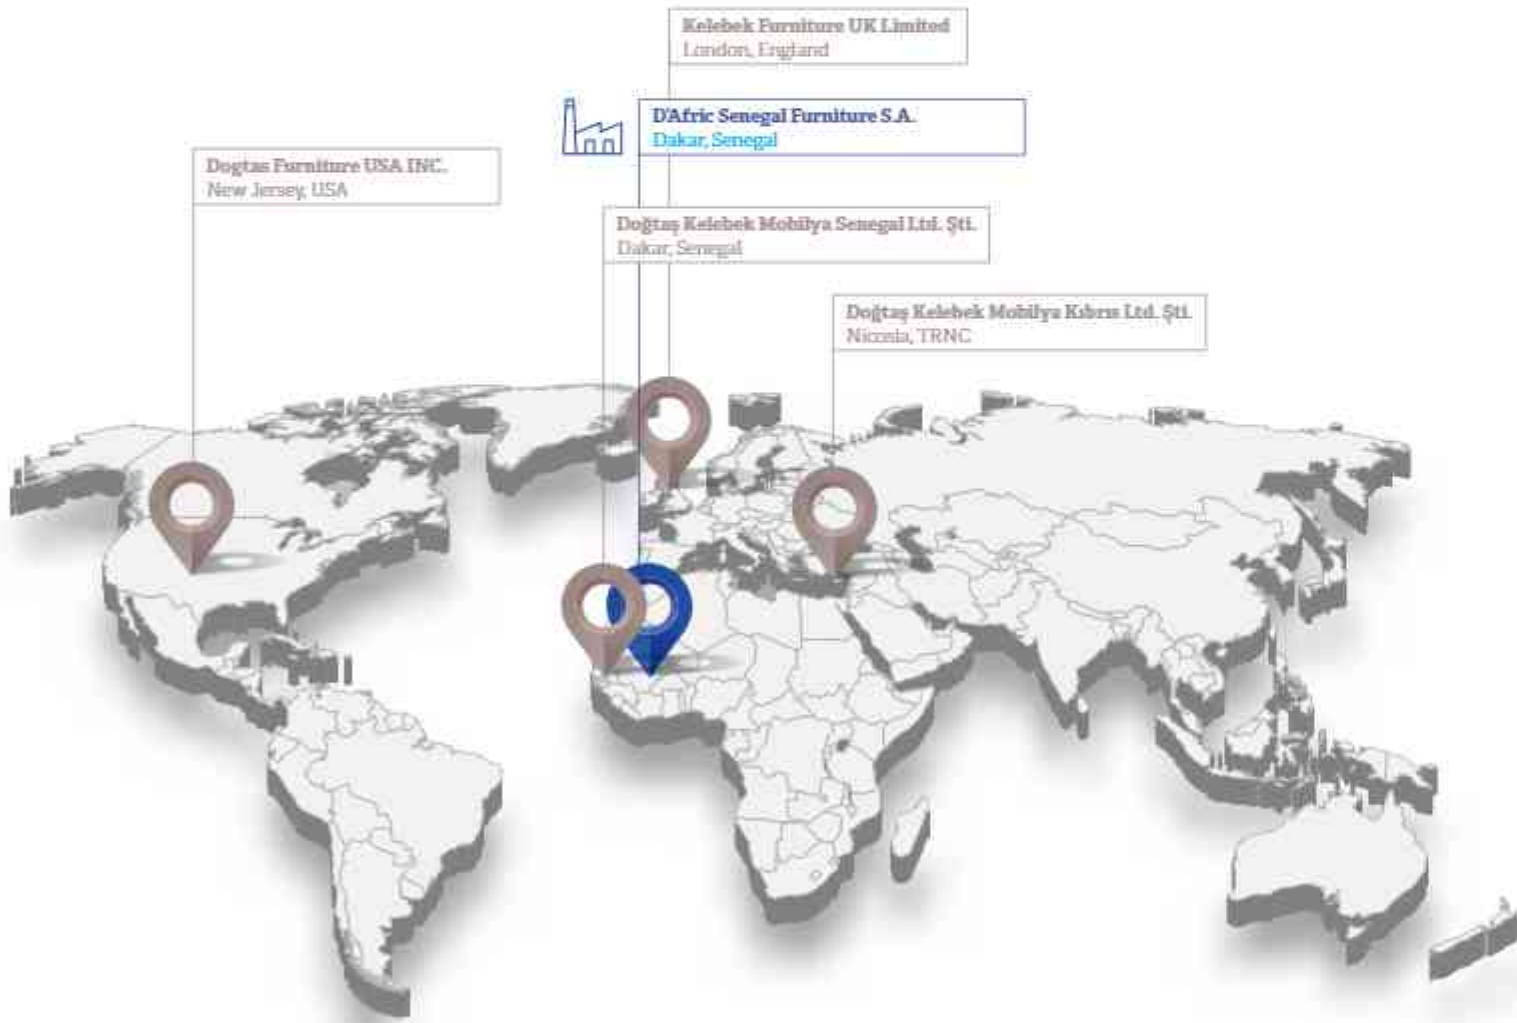 Kelebek Furniture UK Limited
London, England
D'Afric Senegal Furniture S.A.
Dakar, Senegal
Dogtas Furniture USA INC.
New Jersey, USA
Doğtaş Kelebek Mobilya Senegal Ltd. Şti.
Dakar, Senegal
Doğtaş Kelebek Mobilya Kıbrıs Ltd. Şti.
Nicosia, TRNC